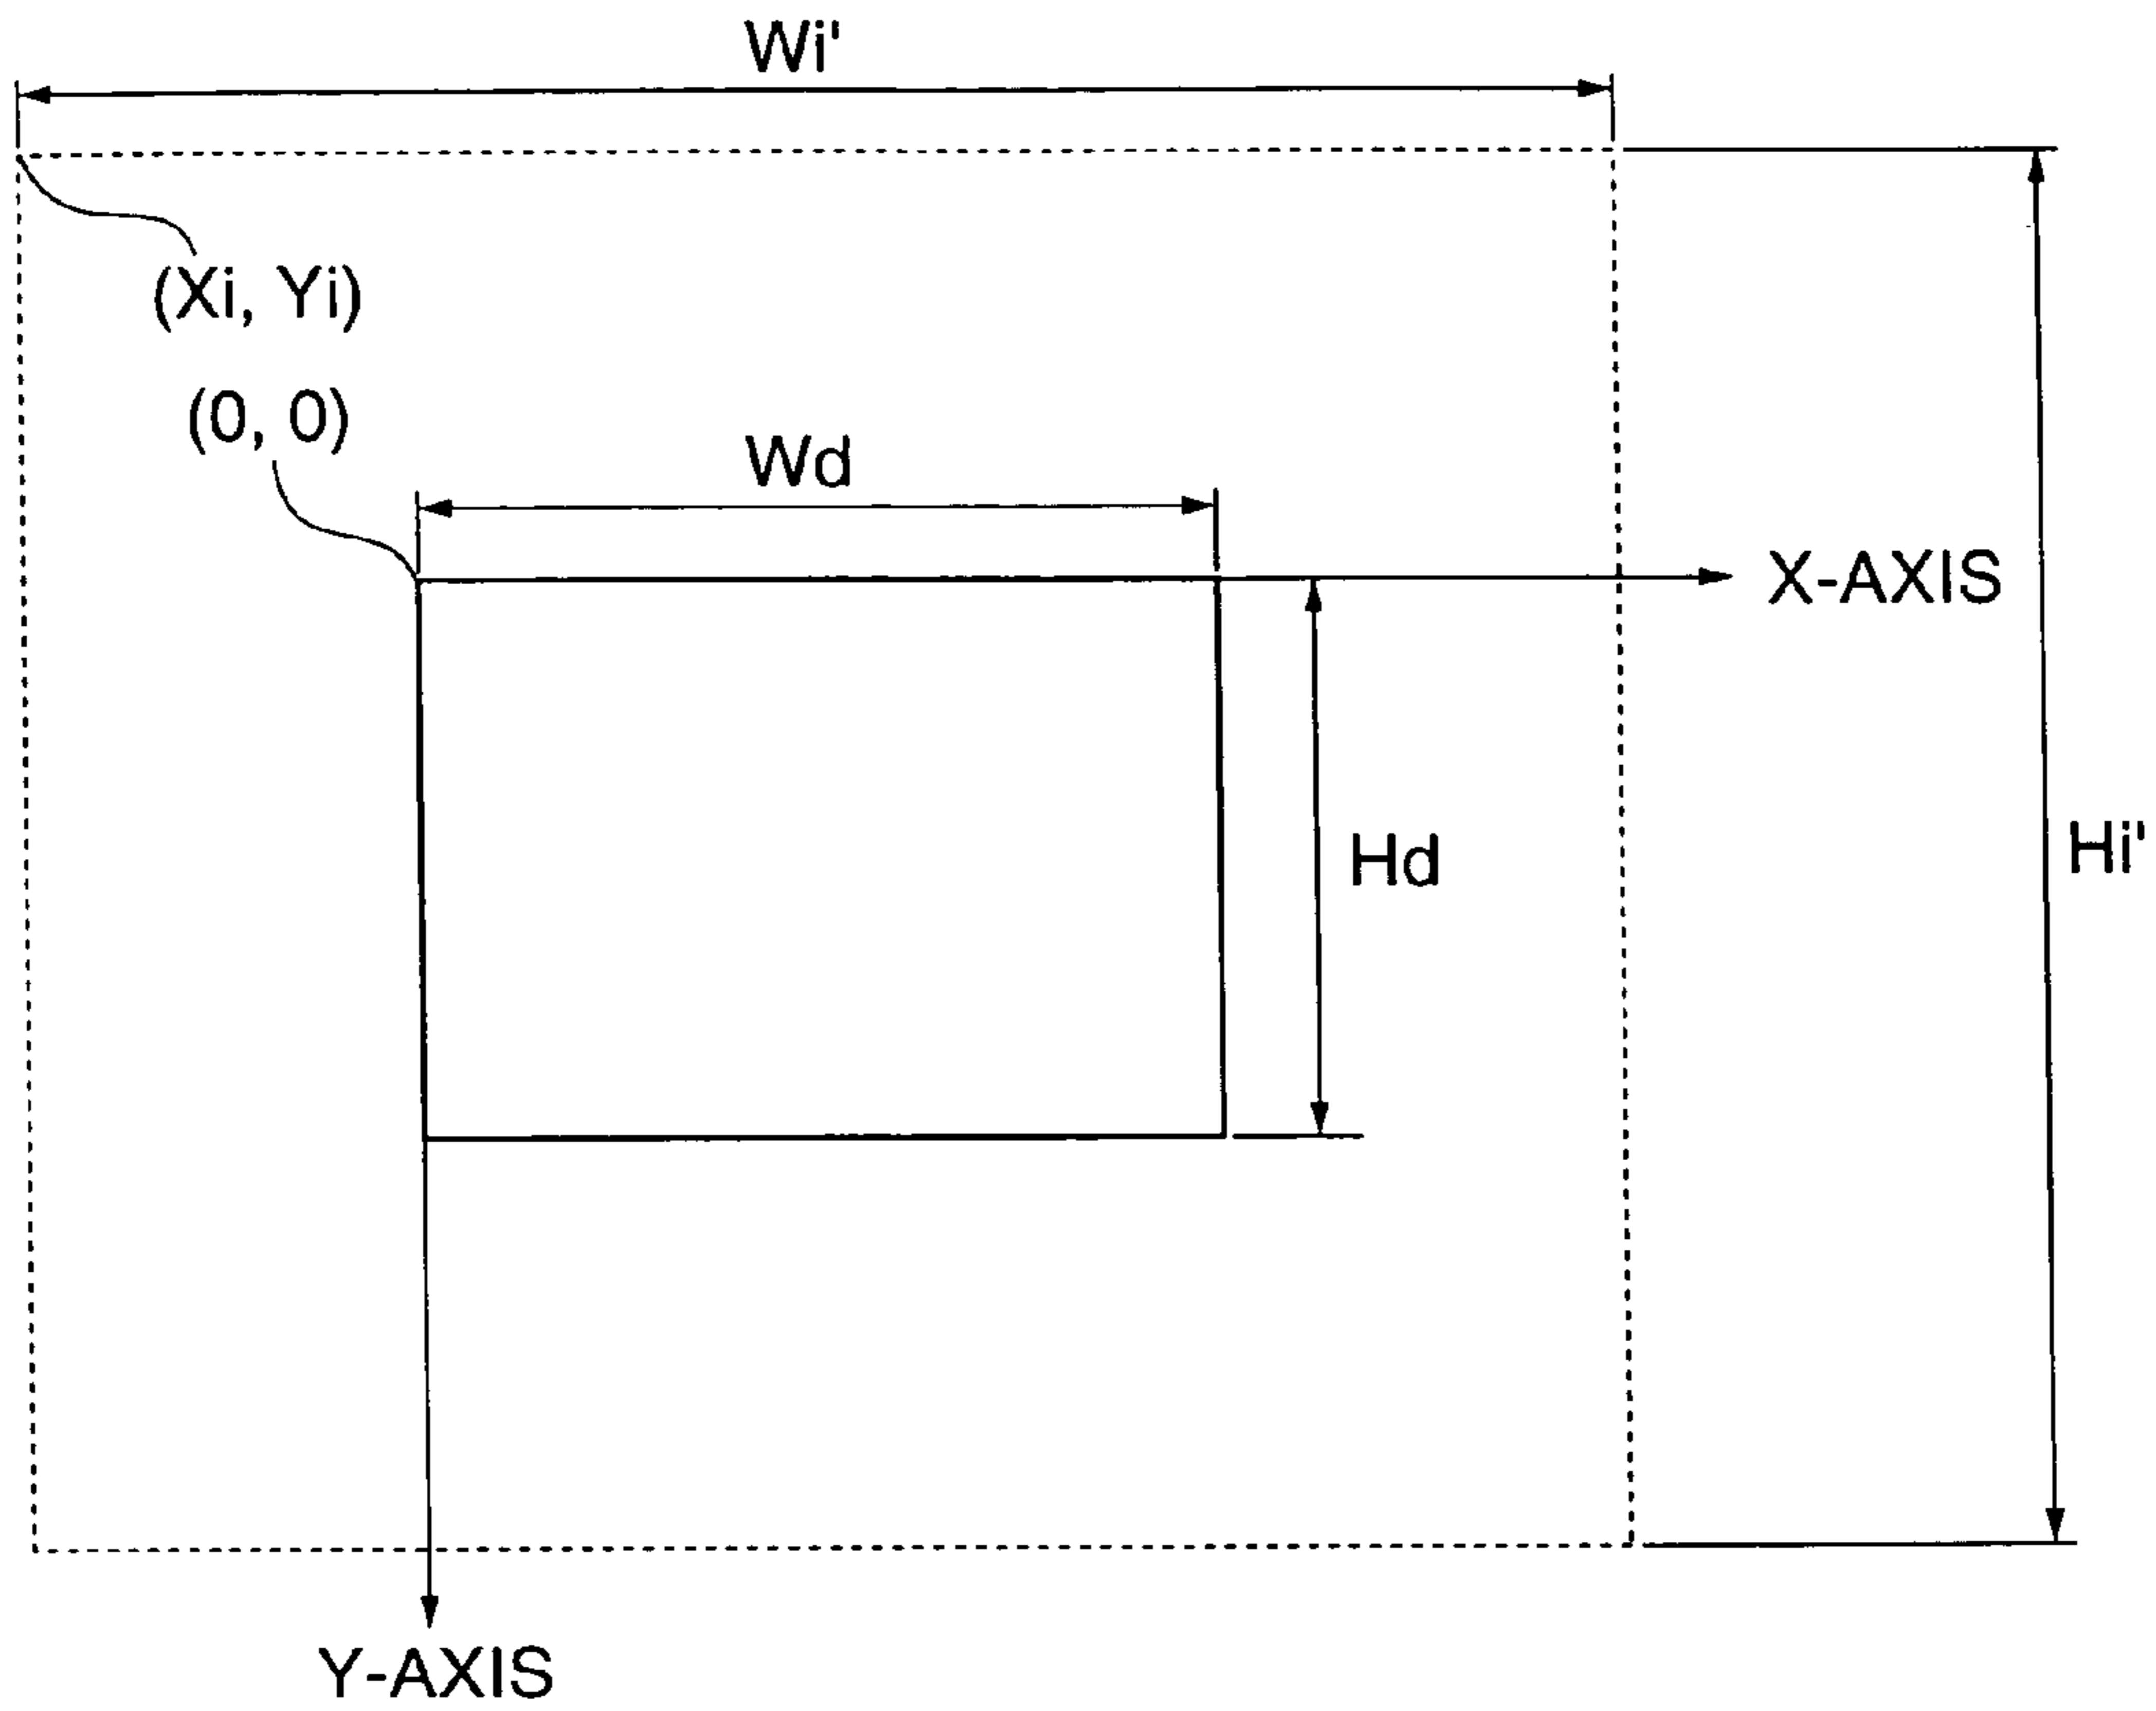 Wi'
(Xi, Yi)
(0, 0)
Wd
X-AXIS
Hd
Hi'
Y-AXIS